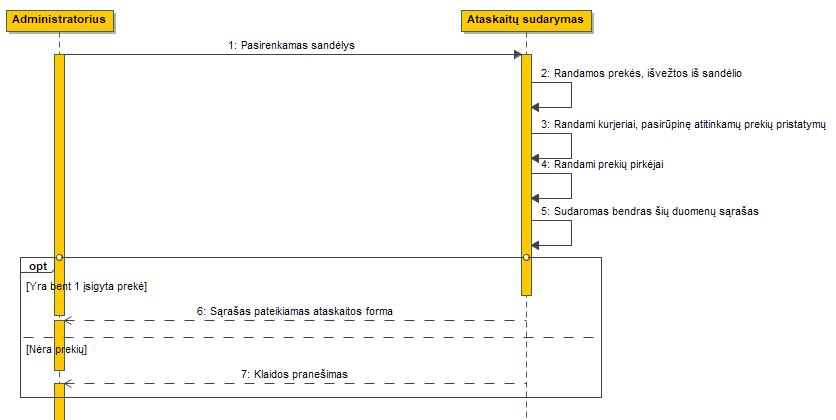 Administratorius
Ataskaitų sudarymas
1: Pasirenkamas sandėlys
2: Randamos prekės, išvežtos iš sandėlio
3: Randami kurjeriai, pasirūpinę atitinkamų prekių pristatymų
4: Randami prekių pirkėjai
5: Sudaromas bendras šių duomenų sąrašas
opt
[Yra bent 1 įsigyta prekė]
6: Sąrašas pateikiamas ataskaitos forma
[Nėra prekių]
7: Klaidos pranešimas